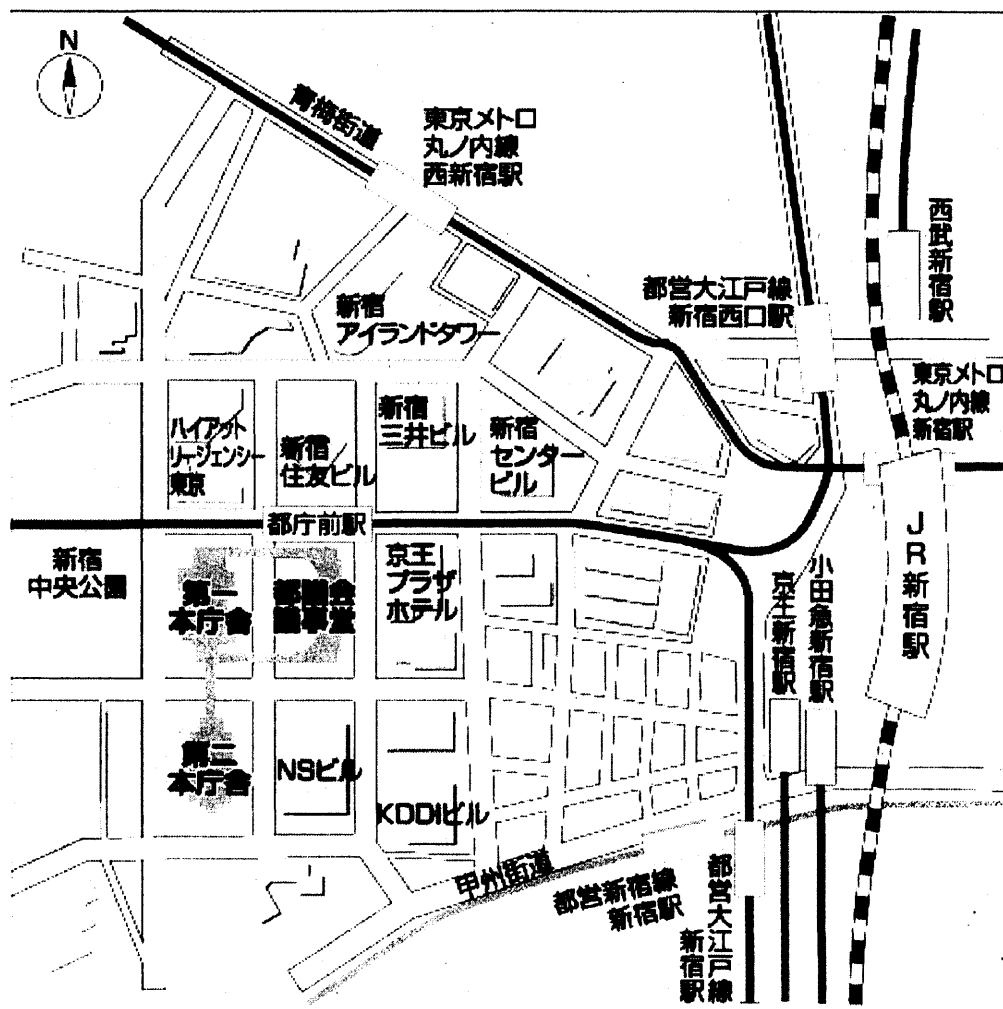 N
青梅街道
東京メトロ
丸ノ内線
西新宿駅
西武新宿駅
都営大江戸線
新宿西口駅
新宿
アイランドタワー
東京メトロ
丸ノ内線
新宿駅
ハイアット
リージェンシー
東京
新宿
住友ビル
新宿
三井ビル
新宿
センター
ビル
都庁前駅
JR新宿駅
新宿
中央公園
第一
本庁舎
都議会
議事堂
京王
プラザ
ホテル
京王新宿駅
小田急新宿駅
第二
本庁舎
NSビル
KDDIビル
甲州街道
都営新宿線
新宿駅
都営大江戸線
新宿駅